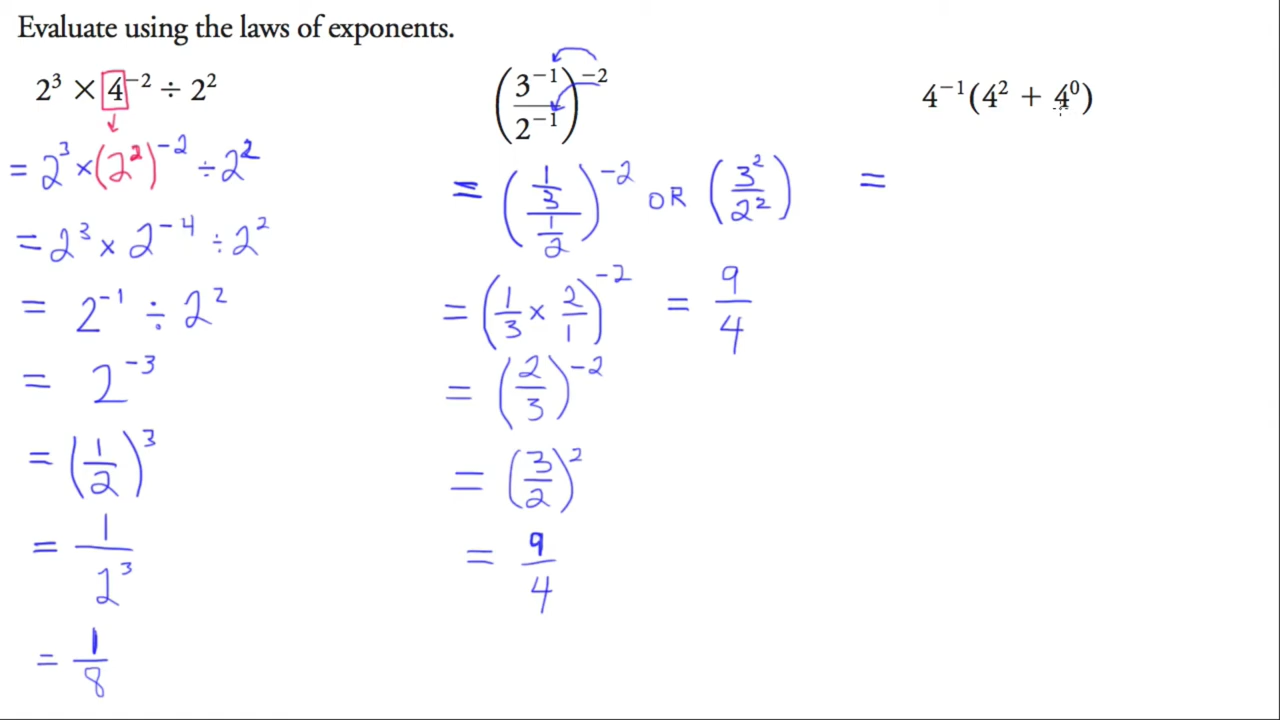 Evaluate using the laws of exponents.
2³ × 4⁻² ÷ 2²
= 2³ × (2²)⁻² ÷ 2²
= 2³ × 2⁻⁴ ÷ 2²
= 2⁻¹ ÷ 2²
= 2⁻³
= (1/2)³
= 1/2³
= 1/8
(3⁻¹/2⁻¹)⁻²
= ((1/3)/(1/2))⁻² OR (3²/2²)
= (1/3 × 2/1)⁻² = 9/4
= (2/3)⁻²
= (3/2)²
= 9/4
4⁻¹(4² + 4⁰)
=